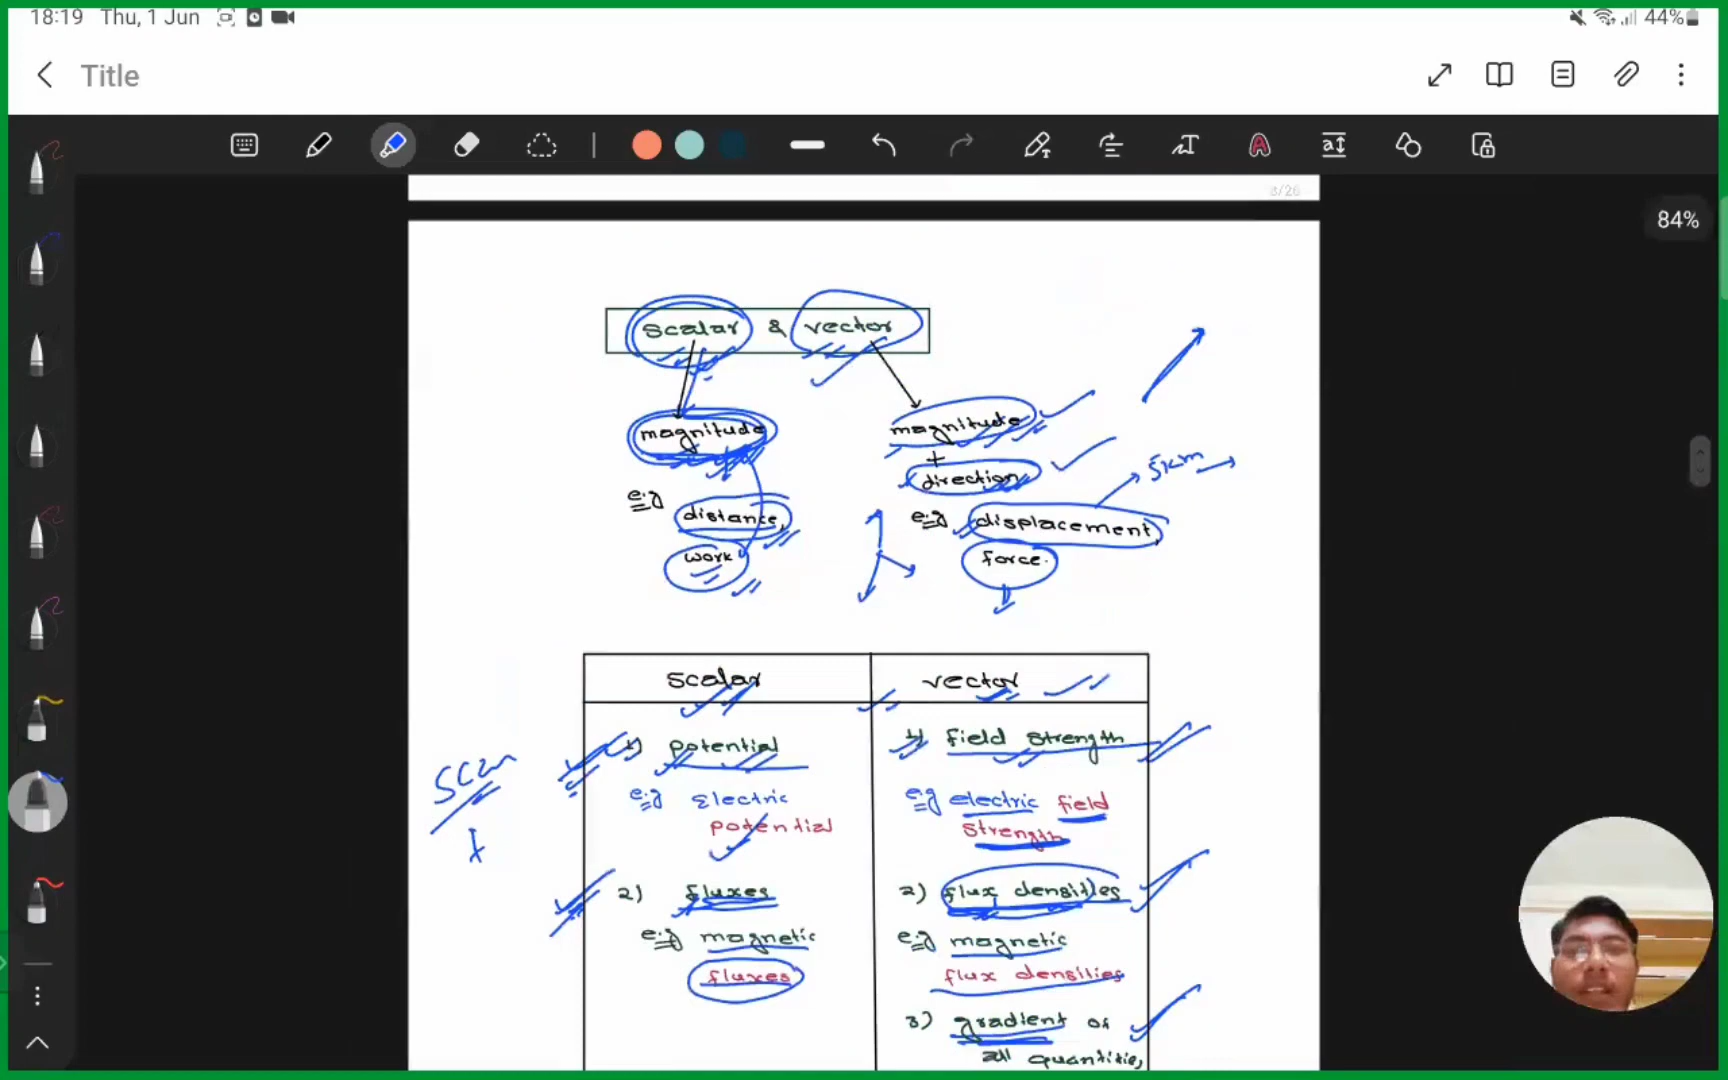 18:19 Thu, 1 Jun 44%
Title
3/26
84%
scalar & vector
magnitude
magnitude
+
direction
5km
e.g distance,
work
e.g displacement,
force.
scalar vector
1) potential
e.g Electric
potential
2) fluxes
e.g magnetic
fluxes
1) field strength
e.g electric field
strength
2) flux densities
e.g magnetic
flux densities
3) gradient of
all quantities,